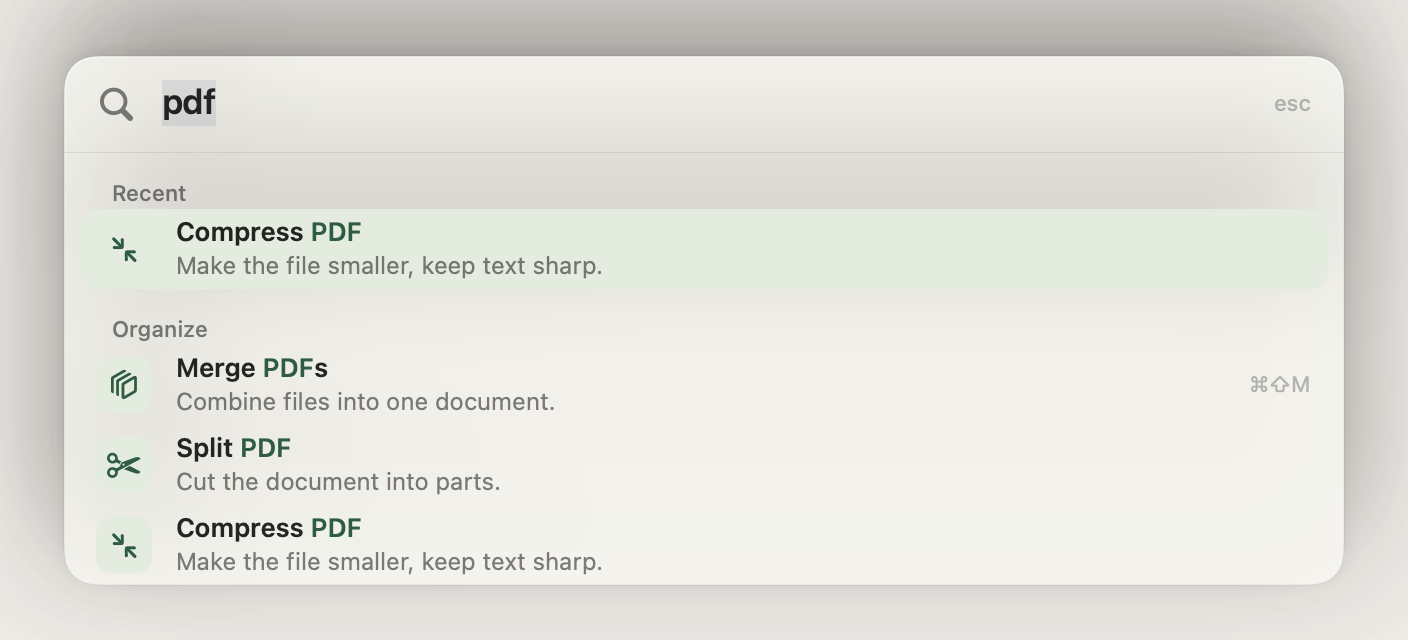 pdf
esc
Recent
Compress PDF
Make the file smaller, keep text sharp.
Organize
Merge PDFs
⌘⇧M
Combine files into one document.
Split PDF
Cut the document into parts.
Compress PDF
Make the file smaller, keep text sharp.